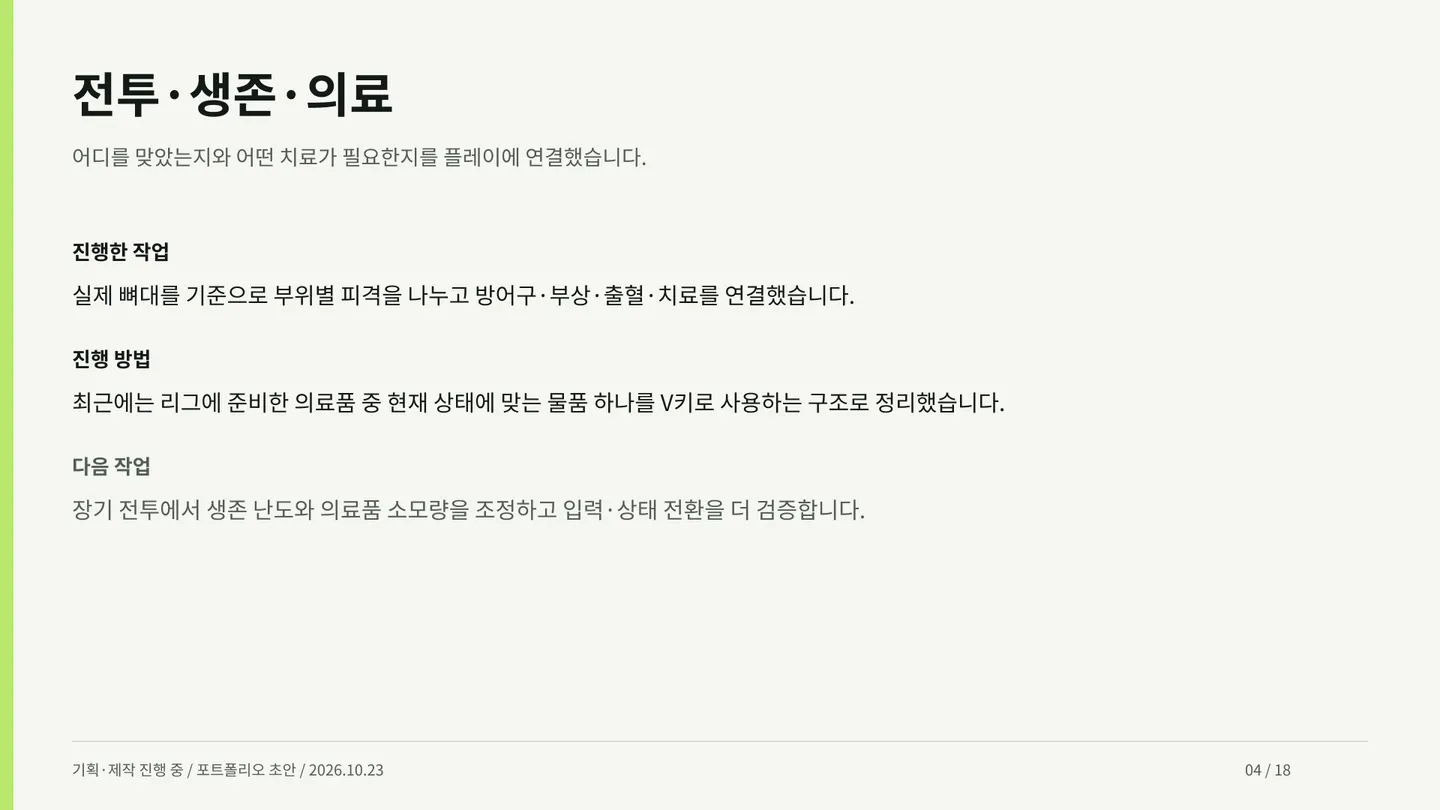 전투·생존·의료
어디를 맞았는지와 어떤 치료가 필요한지를 플레이에 연결했습니다.
진행한 작업
실제 뼈대를 기준으로 부위별 피격을 나누고 방어구·부상·출혈·치료를 연결했습니다.
진행 방법
최근에는 리그에 준비한 의료품 중 현재 상태에 맞는 물품 하나를 V키로 사용하는 구조로 정리했습니다.
다음 작업
장기 전투에서 생존 난도와 의료품 소모량을 조정하고 입력·상태 전환을 더 검증합니다.
기획·제작 진행 중 / 포트폴리오 초안 / 2026.10.23
04 / 18